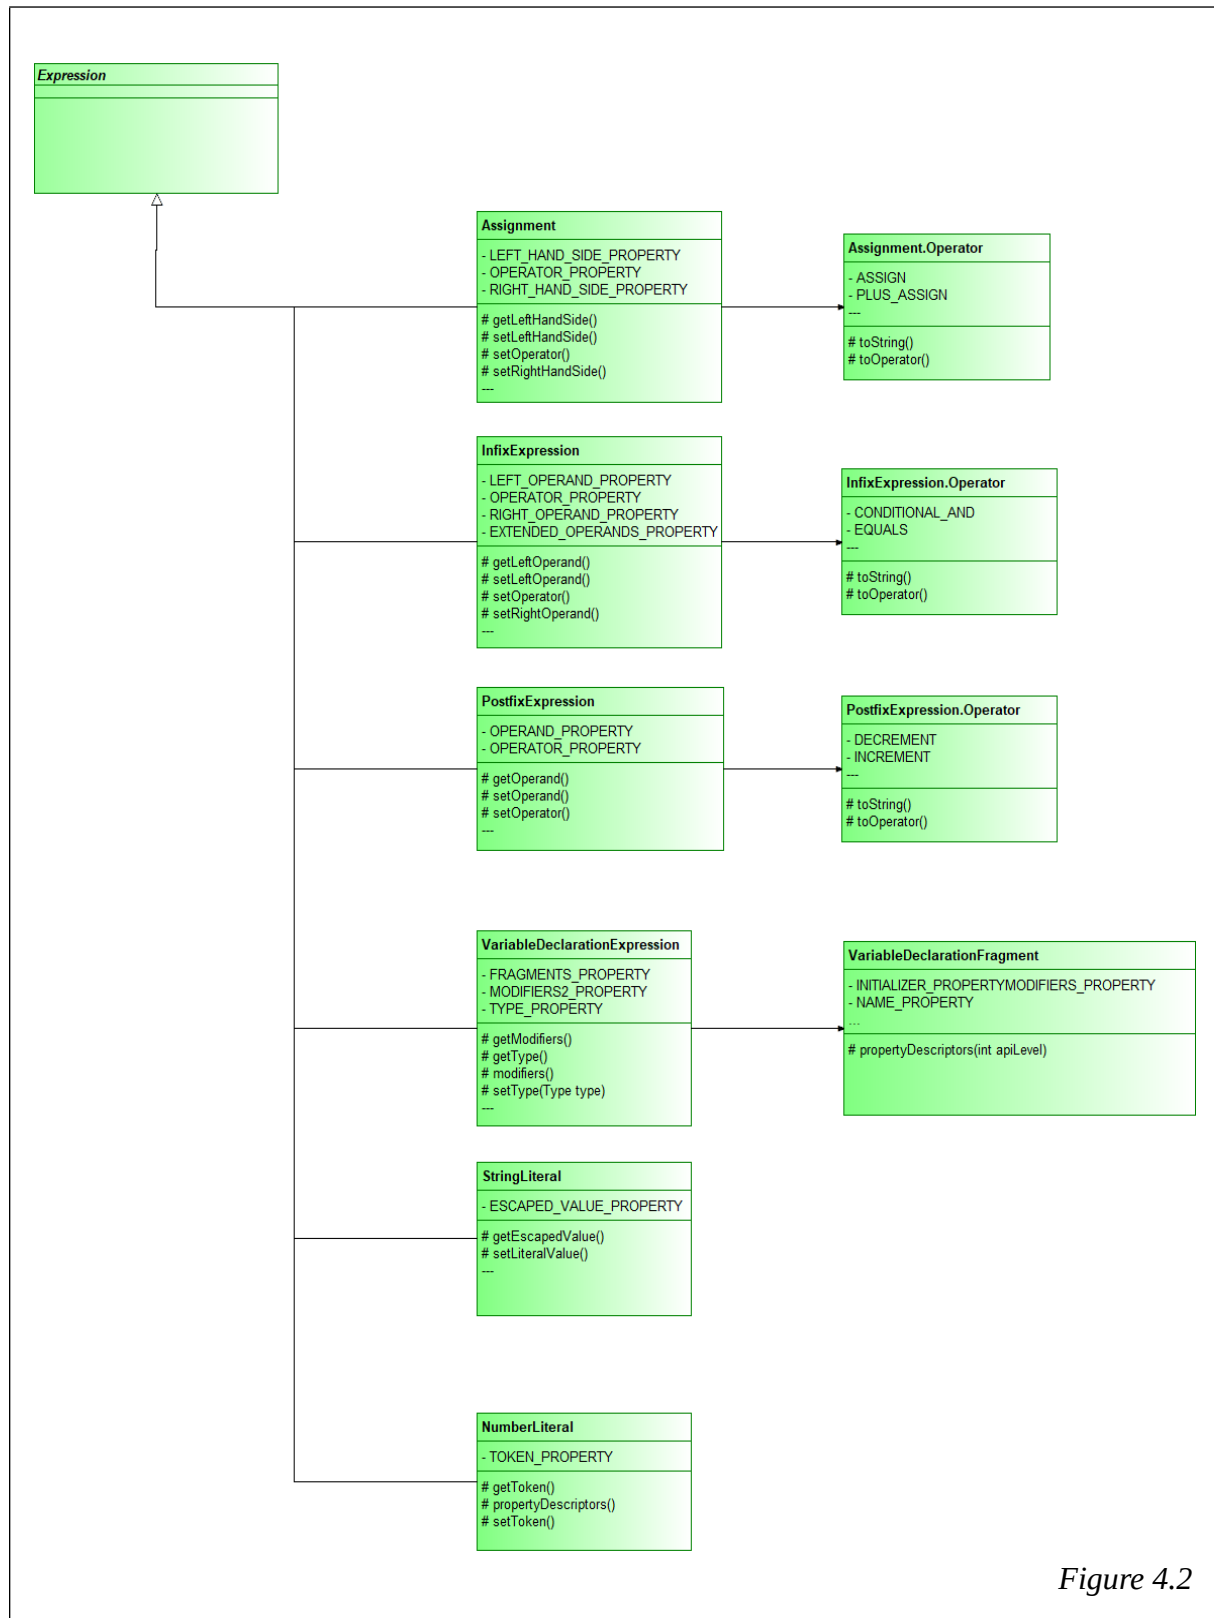 Expression
Assignment
- LEFT_HAND_SIDE_PROPERTY
- OPERATOR_PROPERTY
- RIGHT_HAND_SIDE_PROPERTY
# getLeftHandSide()
# setLeftHandSide()
# setOperator()
# setRightHandSide()
---
Assignment.Operator
- ASSIGN
- PLUS_ASSIGN
---
# toString()
# toOperator()
InfixExpression
- LEFT_OPERAND_PROPERTY
- OPERATOR_PROPERTY
- RIGHT_OPERAND_PROPERTY
- EXTENDED_OPERANDS_PROPERTY
# getLeftOperand()
# setLeftOperand()
# setOperator()
# setRightOperand()
---
InfixExpression.Operator
- CONDITIONAL_AND
- EQUALS
---
# toString()
# toOperator()
PostfixExpression
- OPERAND_PROPERTY
- OPERATOR_PROPERTY
# getOperand()
# setOperand()
# setOperator()
---
PostfixExpression.Operator
- DECREMENT
- INCREMENT
---
# toString()
# toOperator()
VariableDeclarationExpression
- FRAGMENTS_PROPERTY
- MODIFIERS2_PROPERTY
- TYPE_PROPERTY
# getModifiers()
# getType()
# modifiers()
# setType(Type type)
---
VariableDeclarationFragment
- INITIALIZER_PROPERTYMODIFIERS_PROPERTY
- NAME_PROPERTY
...
# propertyDescriptors(int apiLevel)
StringLiteral
- ESCAPED_VALUE_PROPERTY
# getEscapedValue()
# setLiteralValue()
---
NumberLiteral
- TOKEN_PROPERTY
# getToken()
# propertyDescriptors()
# setToken()
Figure 4.2